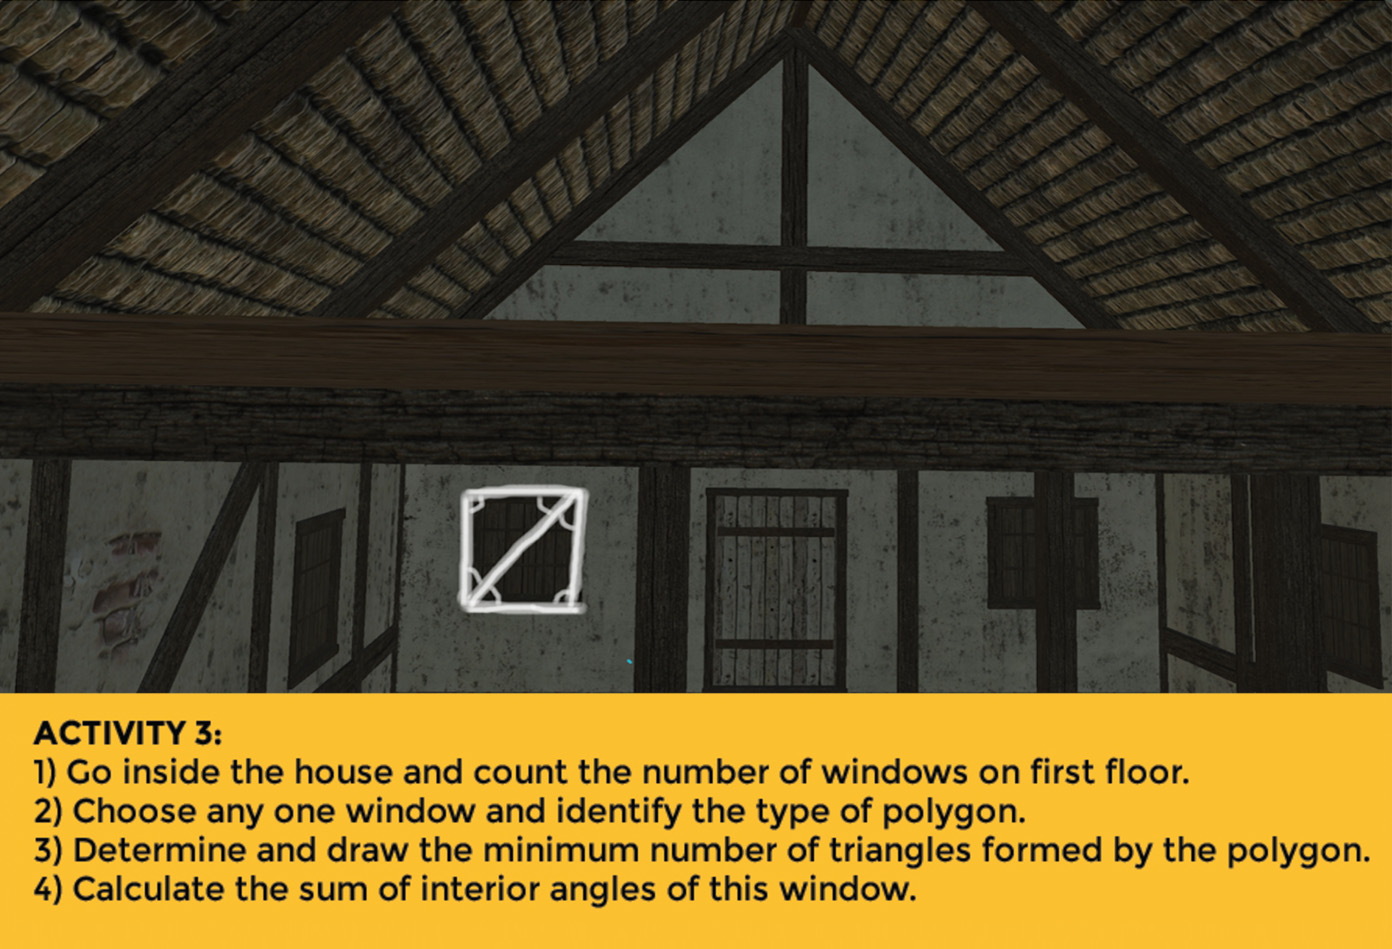 ACTIVITY 3:
1) Go inside the house and count the number of windows on first floor.
2) Choose any one window and identify the type of polygon.
3) Determine and draw the minimum number of triangles formed by the polygon.
4) Calculate the sum of interior angles of this window.